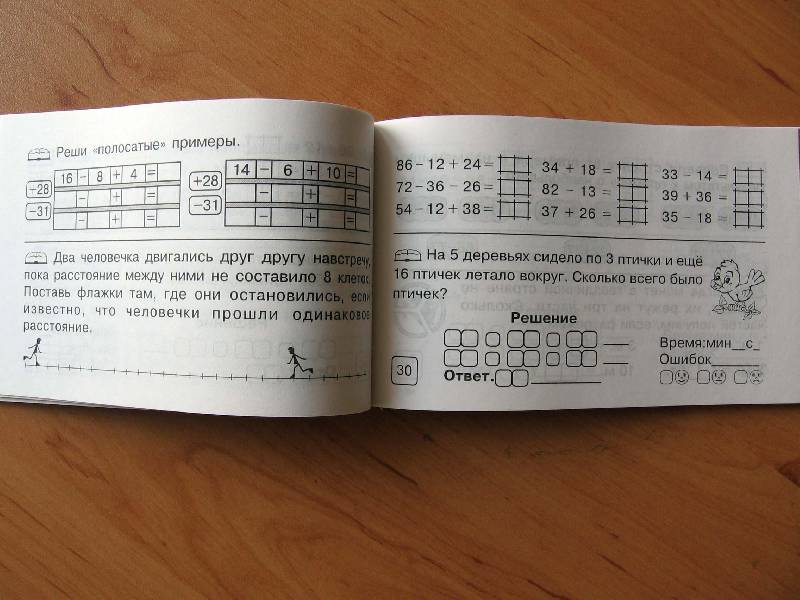 Реши «полосатые» примеры.
+28
−31
16 − 8 + 4 =
− + =
− + =
+28
−31
14 − 6 + 10 =
− + =
− + =
Два человечка двигались друг другу навстречу,
пока расстояние между ними не составило 8 клеток.
Поставь флажки там, где они остановились, если
известно, что человечки прошли одинаковое
расстояние.
86 − 12 + 24 = 34 + 18 = 33 − 14 =
72 − 36 − 26 = 82 − 13 = 39 + 36 =
54 − 12 + 38 = 37 + 26 = 35 − 18 =
На 5 деревьях сидело по 3 птички и ещё
16 птичек летало вокруг. Сколько всего было
птичек?
Решение
Ответ.
Время:мин__с_
Ошибок
30